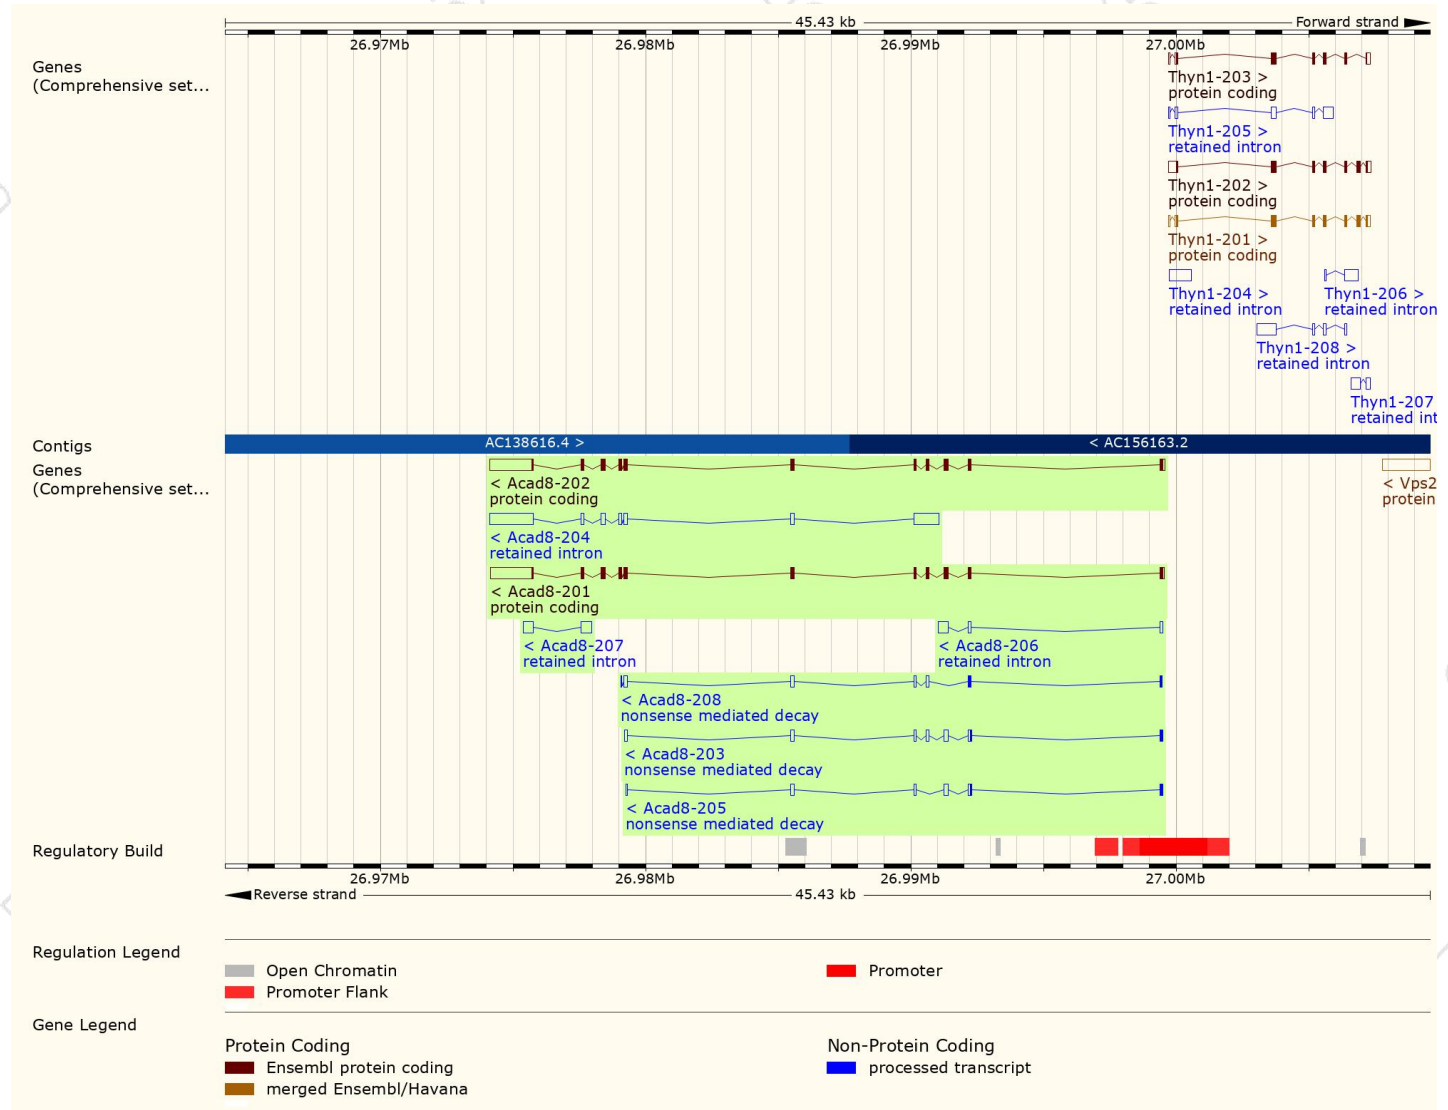 45.43 kb Forward strand
26.97Mb 26.98Mb 26.99Mb 27.00Mb
Genes
(Comprehensive set...
Thyn1-203 >
protein coding
Thyn1-205 >
retained intron
Thyn1-202 >
protein coding
Thyn1-201 >
protein coding
Thyn1-204 > Thyn1-206 >
retained intron retained intron
Thyn1-208 >
retained intron
Thyn1-207
retained int
Contigs AC138616.4 > < AC156163.2
Genes
(Comprehensive set...
< Acad8-202 < Vps2
protein coding protein
< Acad8-204
retained intron
< Acad8-201
protein coding
< Acad8-207 < Acad8-206
retained intron retained intron
< Acad8-208
nonsense mediated decay
< Acad8-203
nonsense mediated decay
< Acad8-205
nonsense mediated decay
Regulatory Build
26.97Mb 26.98Mb 26.99Mb 27.00Mb
Reverse strand 45.43 kb
Regulation Legend
Open Chromatin Promoter
Promoter Flank
Gene Legend
Protein Coding Non-Protein Coding
Ensembl protein coding processed transcript
merged Ensembl/Havana